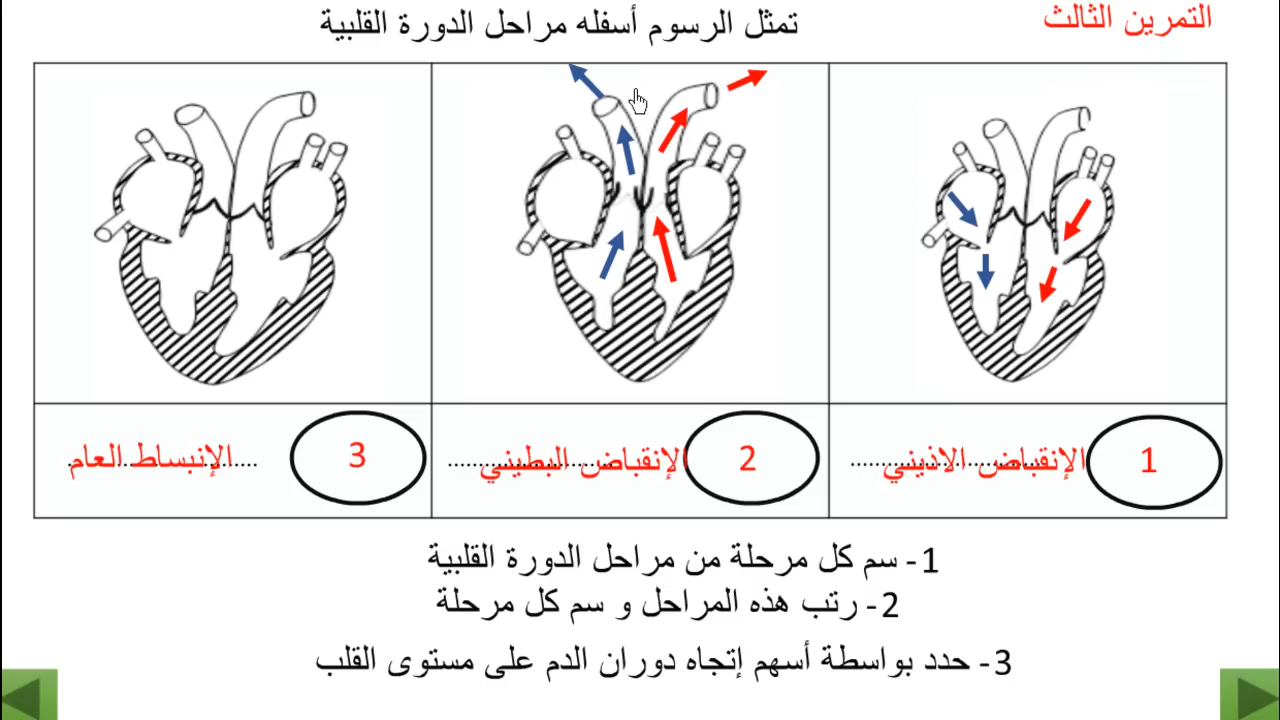 التمرين الثالث
تمثل الرسوم أسفله مراحل الدورة القلبية
1 الإنقباض الاذيني
2 الإنقباض البطيني
3 الإنبساط العام
1- سم كل مرحلة من مراحل الدورة القلبية
2- رتب هذه المراحل و سم كل مرحلة
3- حدد بواسطة أسهم إتجاه دوران الدم على مستوى القلب